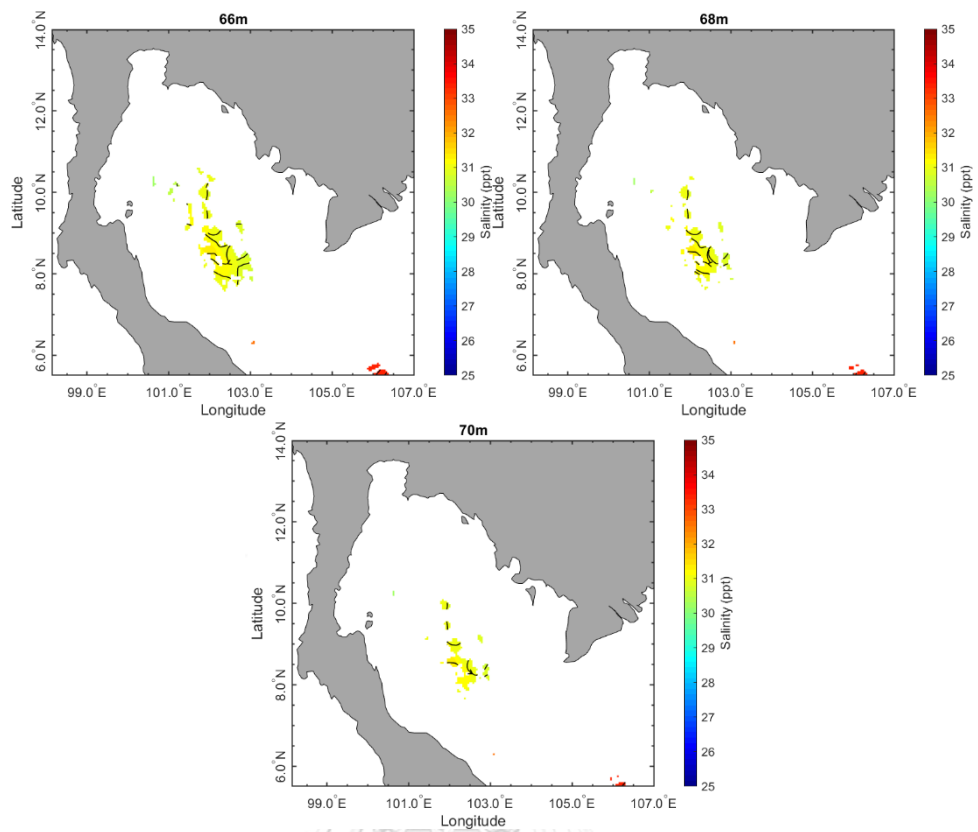 66m
14.0°N
12.0°N
10.0°N
8.0°N
6.0°N
Latitude
99.0°E 101.0°E 103.0°E 105.0°E 107.0°E
Longitude
35
34
33
32
31
30
29
28
27
26
25
Salinity (ppt)
68m
14.0°N
12.0°N
10.0°N
8.0°N
6.0°N
Latitude
99.0°E 101.0°E 103.0°E 105.0°E 107.0°E
Longitude
35
34
33
32
31
30
29
28
27
26
25
Salinity (ppt)
70m
14.0°N
12.0°N
10.0°N
8.0°N
6.0°N
Latitude
99.0°E 101.0°E 103.0°E 105.0°E 107.0°E
Longitude
35
34
33
32
31
30
29
28
27
26
25
Salinity (ppt)